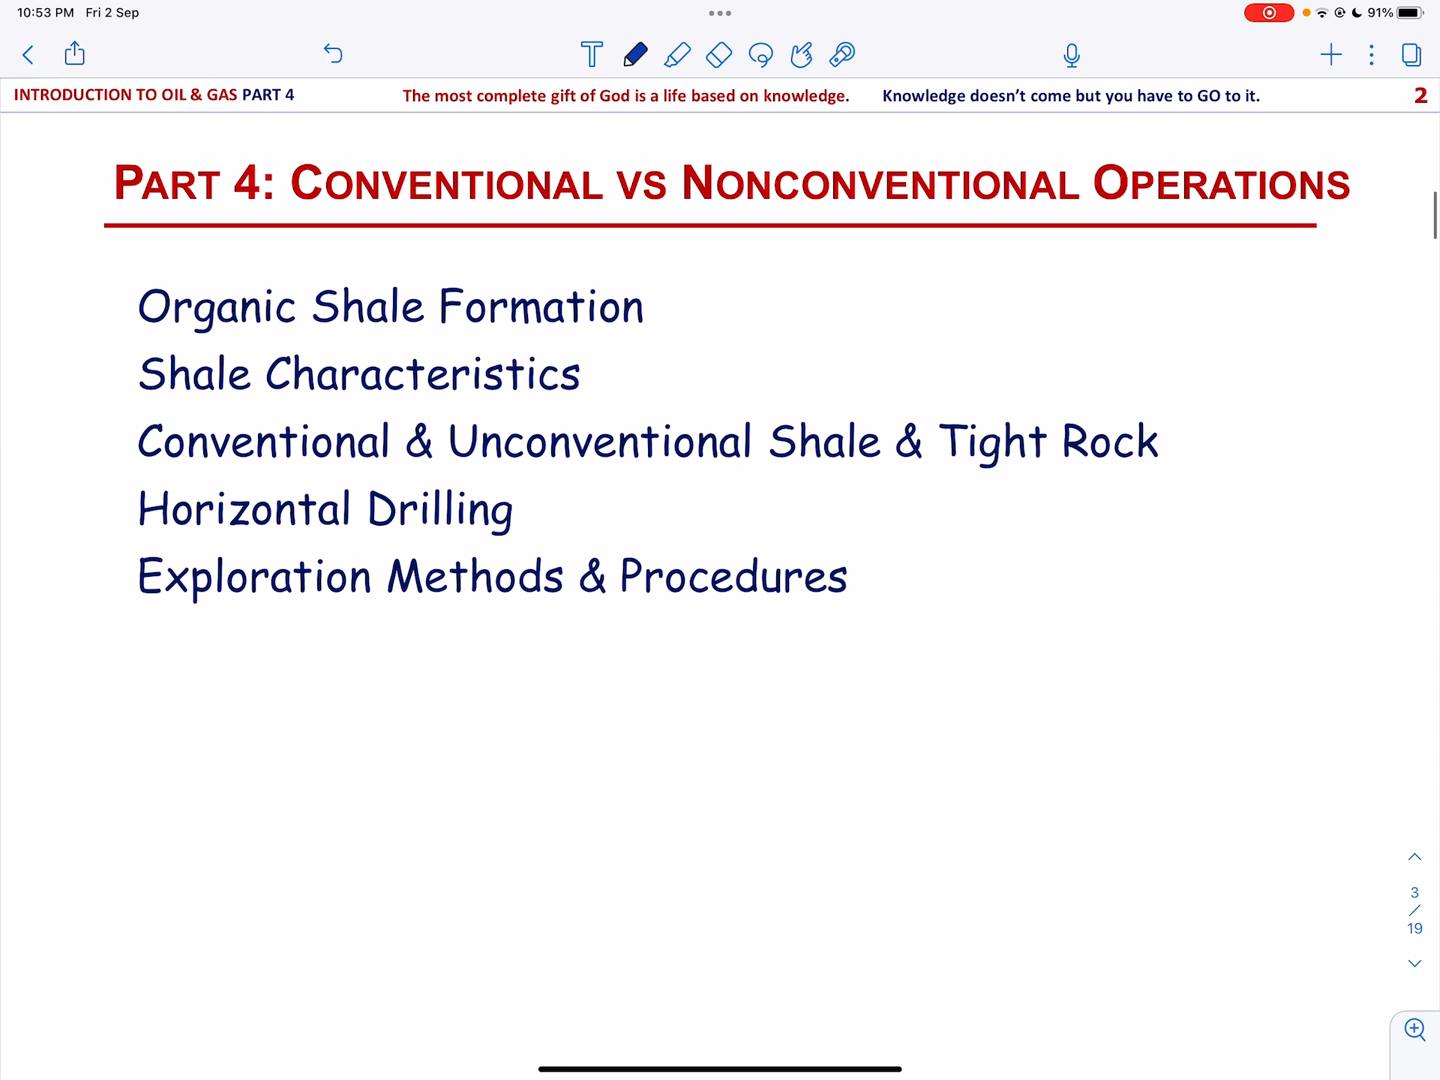 10:53 PM Fri 2 Sep
91%
INTRODUCTION TO OIL & GAS PART 4 The most complete gift of God is a life based on knowledge. Knowledge doesn’t come but you have to GO to it. 2
PART 4: CONVENTIONAL VS NONCONVENTIONAL OPERATIONS
Organic Shale Formation
Shale Characteristics
Conventional & Unconventional Shale & Tight Rock
Horizontal Drilling
Exploration Methods & Procedures
3
/
19